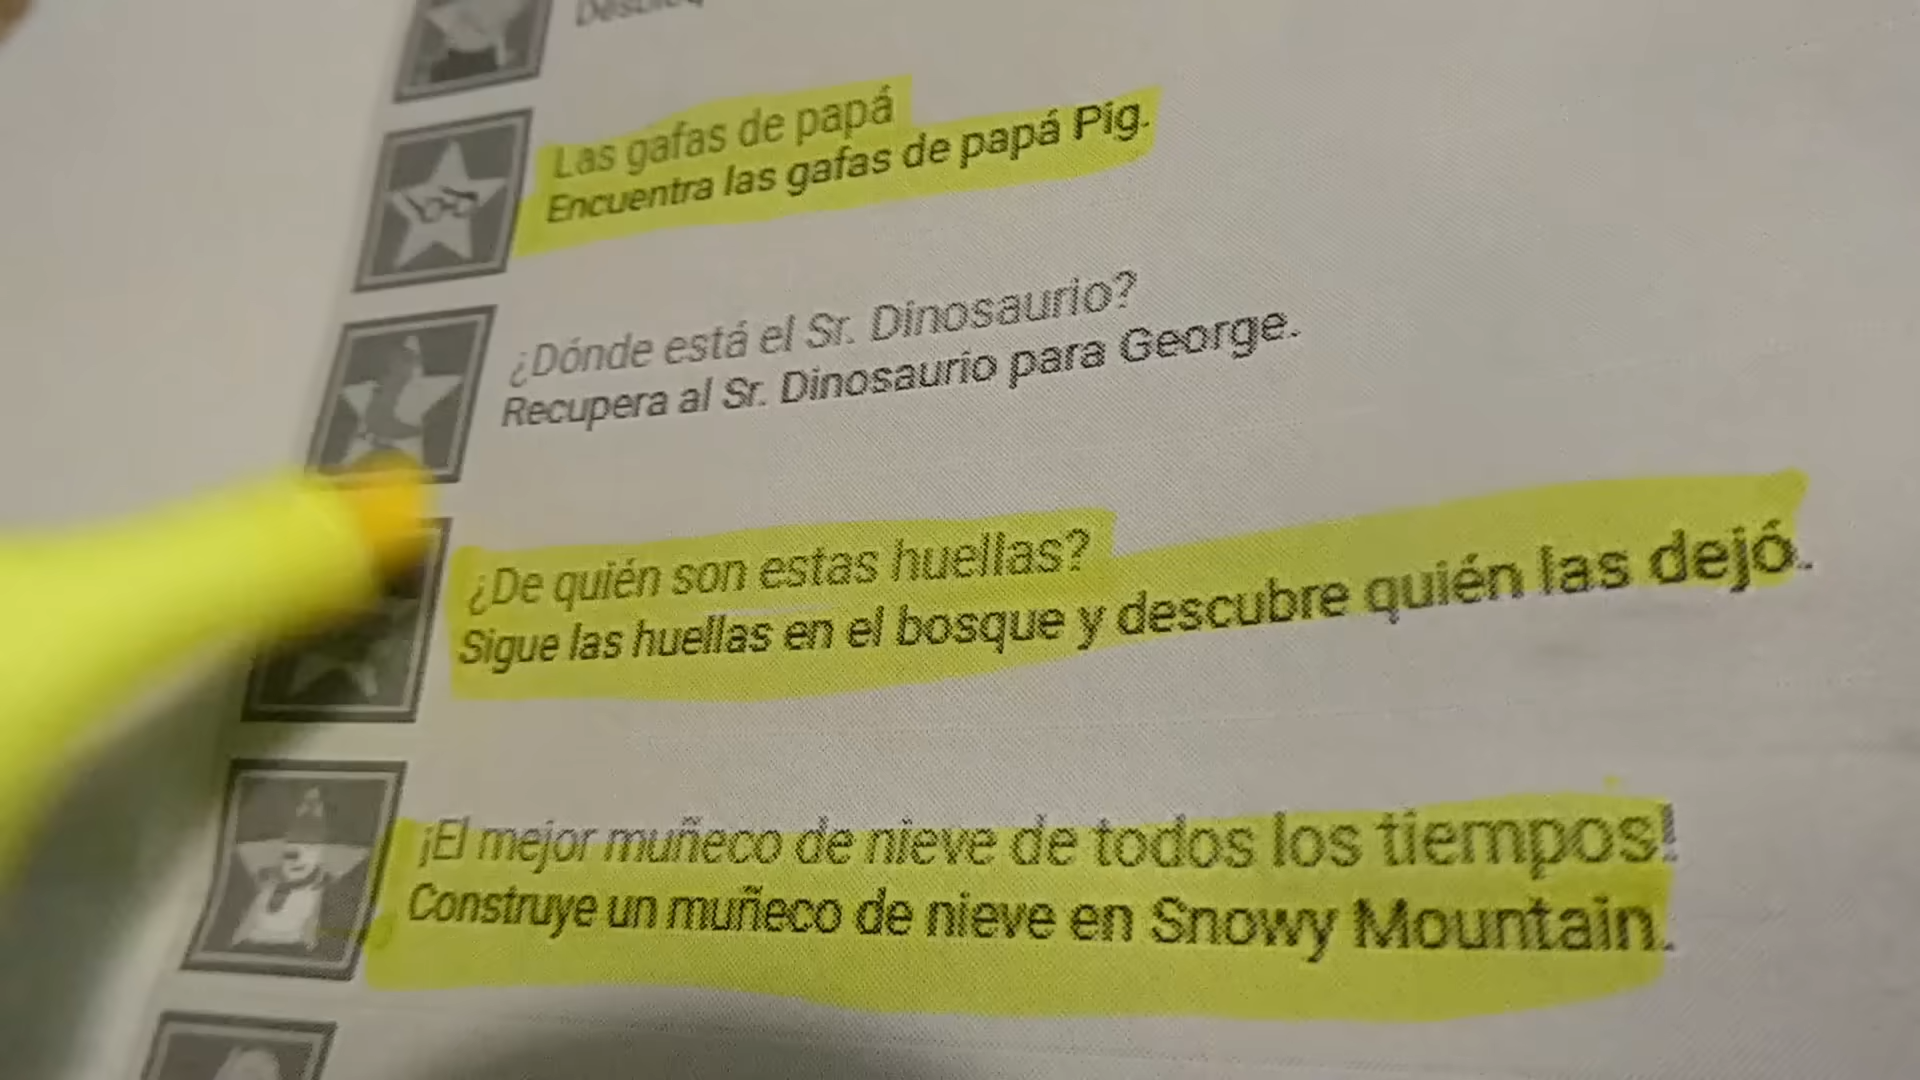 Las gafas de papá
Encuentra las gafas de papá Pig.
¿Dónde está el Sr. Dinosaurio?
Recupera al Sr. Dinosaurio para George.
¿De quién son estas huellas?
Sigue las huellas en el bosque y descubre quién las dejó.
¡El mejor muñeco de nieve de todos los tiempos!
Construye un muñeco de nieve en Snowy Mountain.